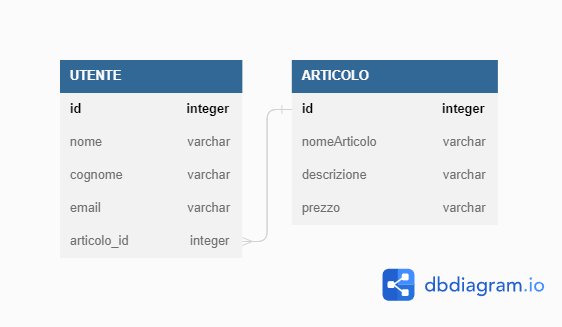 UTENTE
id integer
nome varchar
cognome varchar
email varchar
articolo_id integer
ARTICOLO
id integer
nomeArticolo varchar
descrizione varchar
prezzo varchar
dbdiagram.io